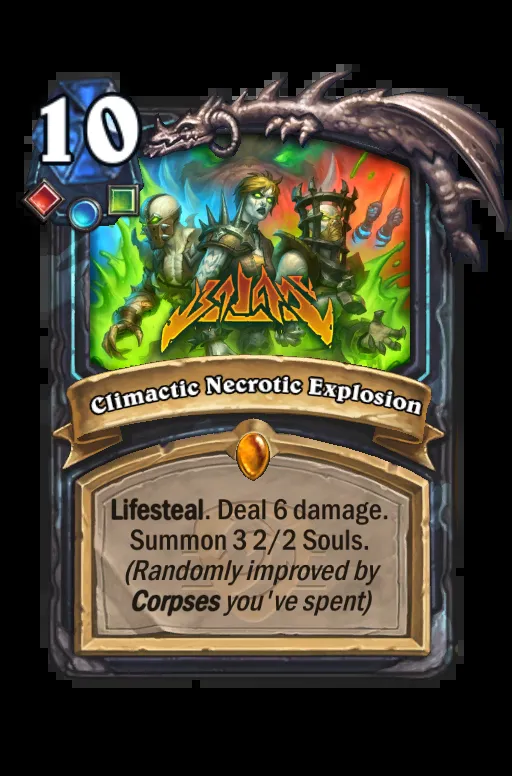 10
Climactic Necrotic Explosion
Lifesteal. Deal 6 damage.
Summon 3 2/2 Souls.
(Randomly improved by
Corpses you've spent)